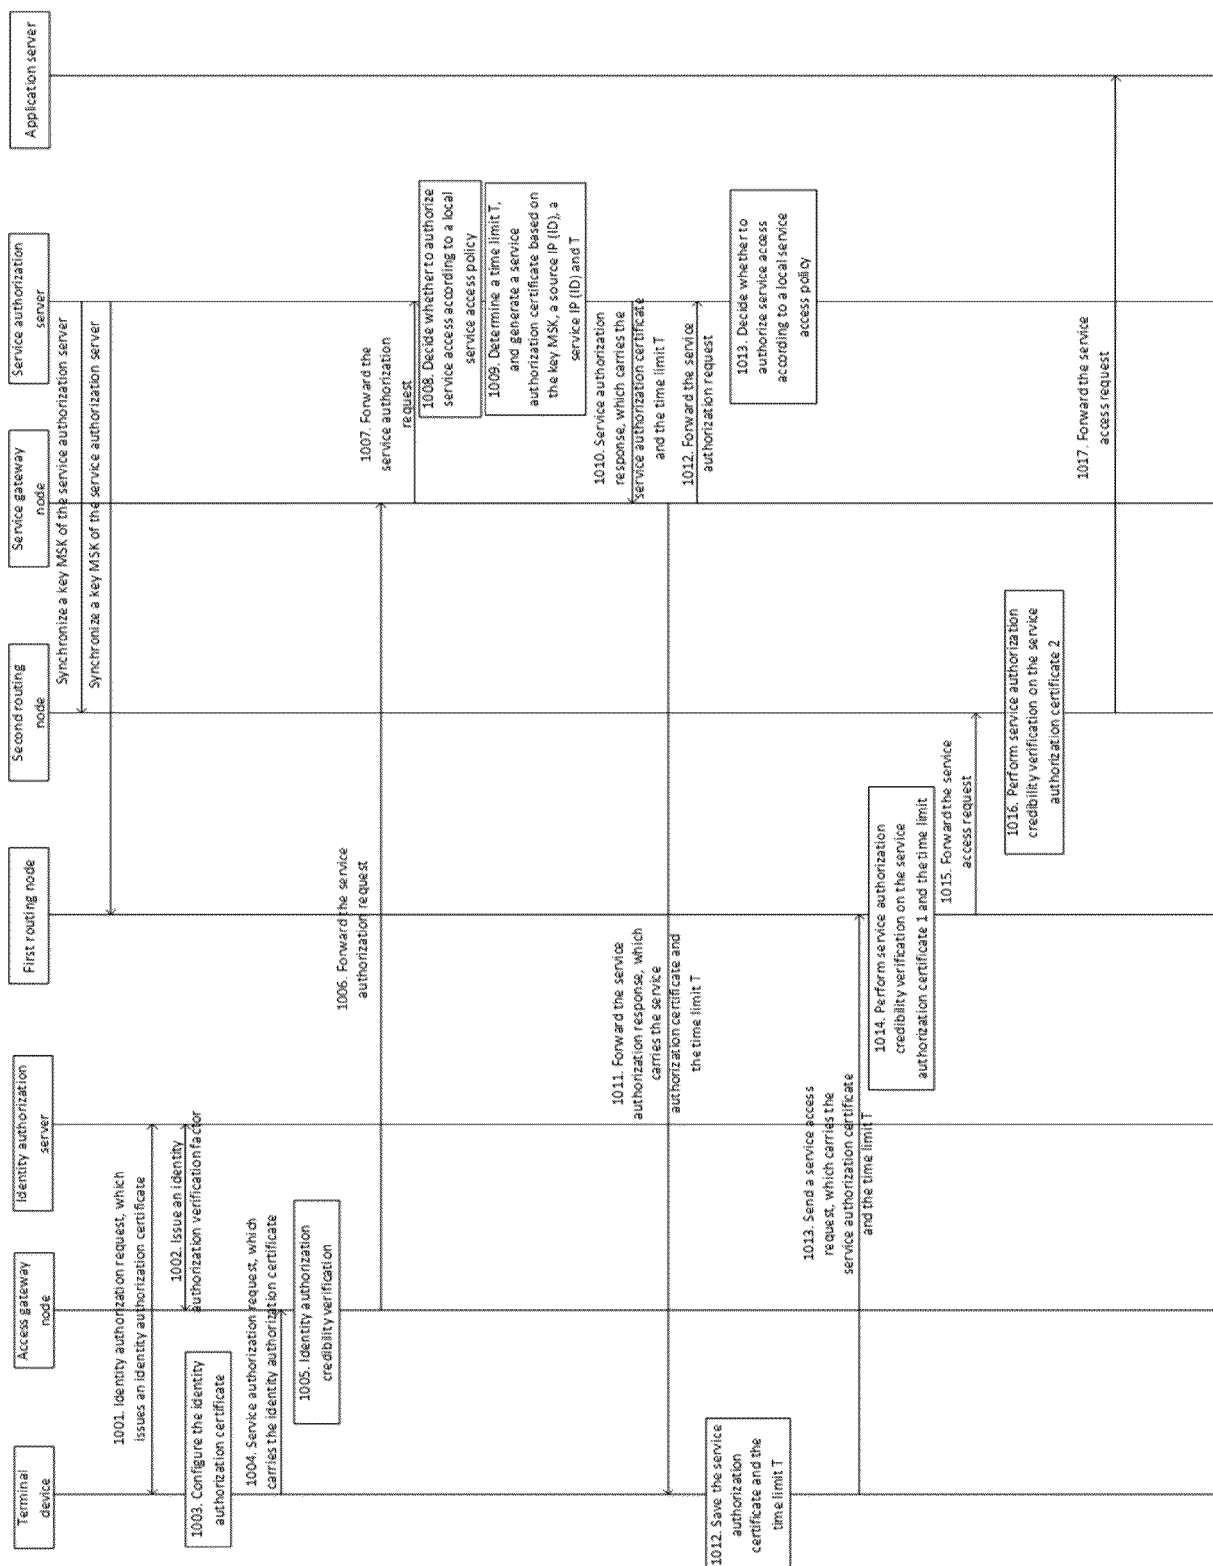 Terminal
device
Access gateway
node
Identity authorization
server
First routing node
Second routing
node
Service gateway
node
Service authorization
server
Application server
Synchronize a key MSK of the service authorization server
Synchronize a key MSK of the service authorization server
1001. Identity authorization request, which
issues an identity authorization certificate
1002. Issue an identity
authorization verification factor
1003. Configure the identity
authorization certificate
1004. Service authorization request, which
carries the identity authorization certificate
1005. Identity authorization
credibility verification
1006. Forward the service
authorization request
1007. Forward the
service authorization
request
1008. Decide whether to authorize
service access according to a local
service access policy
1009. Determine a time limit T,
and generate a service
authorization certificate based on
the key MSK, a source IP (ID), a
service IP (ID) and T
1010. Service authorization
response, which carries the
service authorization certificate
and the time limit T
1011. Forward the service
authorization response, which
carries the service
authorization certificate and
the time limit T
1012. Forward the service
authorization request
1012. Save the service
authorization
certificate and the
time limit T
1013. Decide whether to
authorize service access
according to a local service
access policy
1013. Send a service access
request, which carries the
service authorization certificate
and the time limit T
1014. Perform service authorization
credibility verification on the service
authorization certificate 1 and the time limit
1015. Forward the service
access request
1016. Perform service authorization
credibility verification on the service
authorization certificate 2
1017. Forward the service
access request